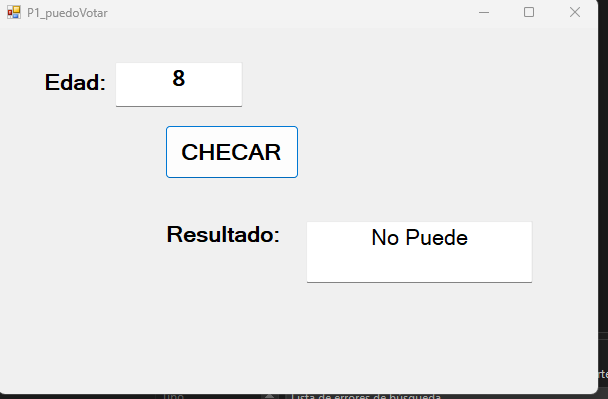 P1_puedoVotar
Edad:
8
CHECAR
Resultado:
No Puede
Lista de errores de búsqueda